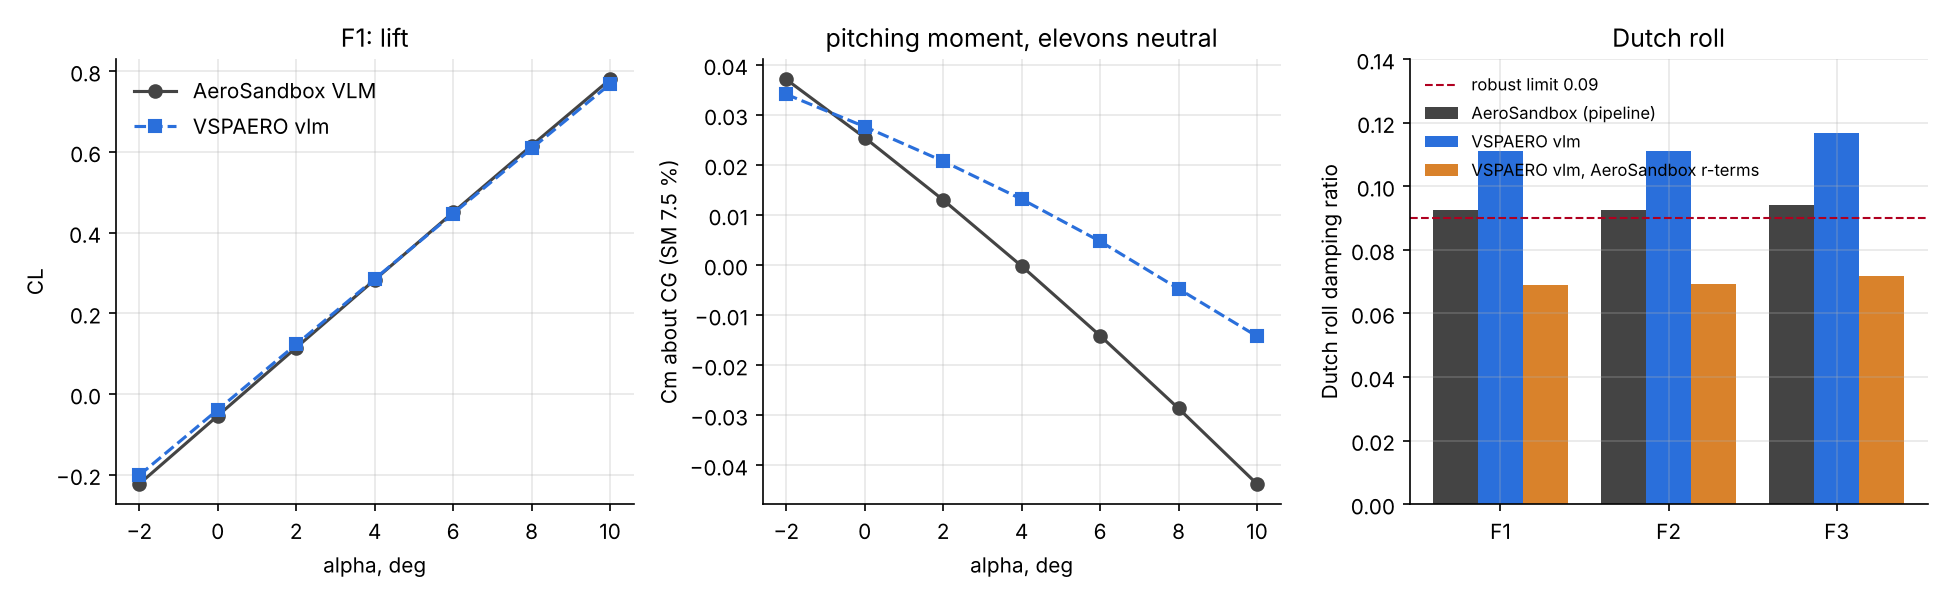 F1: lift
CL
0.8
0.6
0.4
0.2
0.0
−0.2
AeroSandbox VLM
VSPAERO vlm
−2 0 2 4 6 8 10
alpha, deg
pitching moment, elevons neutral
Cm about CG (SM 7.5 %)
0.04
0.03
0.02
0.01
0.00
−0.01
−0.02
−0.03
−0.04
−2 0 2 4 6 8 10
alpha, deg
Dutch roll
Dutch roll damping ratio
0.14
0.12
0.10
0.08
0.06
0.04
0.02
0.00
robust limit 0.09
AeroSandbox (pipeline)
VSPAERO vlm
VSPAERO vlm, AeroSandbox r-terms
F1 F2 F3